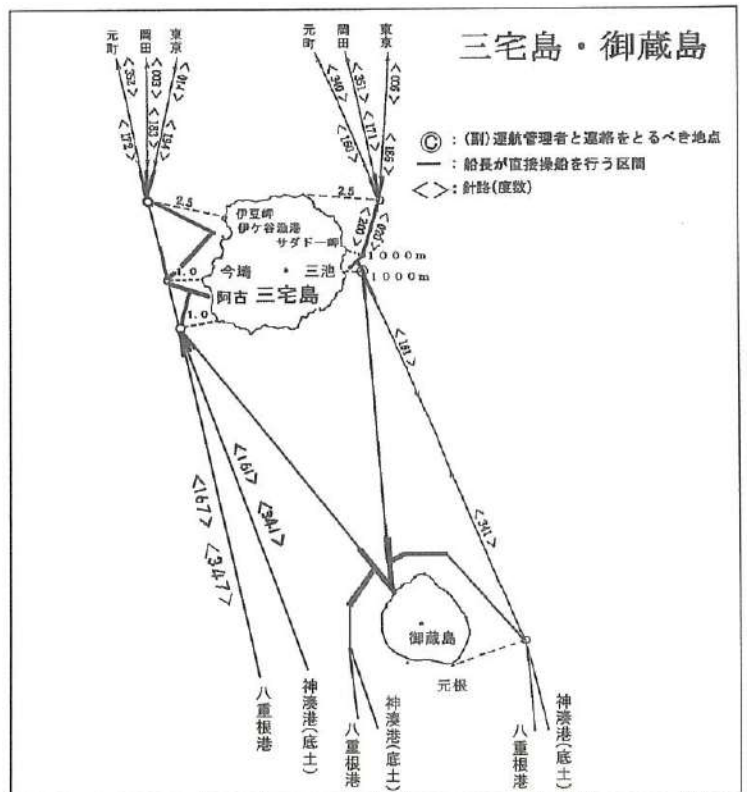 三宅島・御蔵島
元町
岡田
東京
元町
岡田
東京
<352>
<003>
<014>
<172>
<183>
<194>
<340>
<351>
<160>
<171>
<186>
Ⓒ：(副)運航管理者と連絡をとるべき地点
━：船長が直接操船を行う区間
< >：針路(度数)
2.5
2.5
伊豆岬
伊ケ谷漁港
サタドー岬
<200>
<020>
1000m
1000m
1.0
今埼
三池
阿古
三宅島
1.0
<161>
<161>
<341>
<167>
<347>
<341>
御蔵島
元根
八重根港
神湊港(底土)
八重根港
神湊港(底土)
八重根港
神湊港(底土)